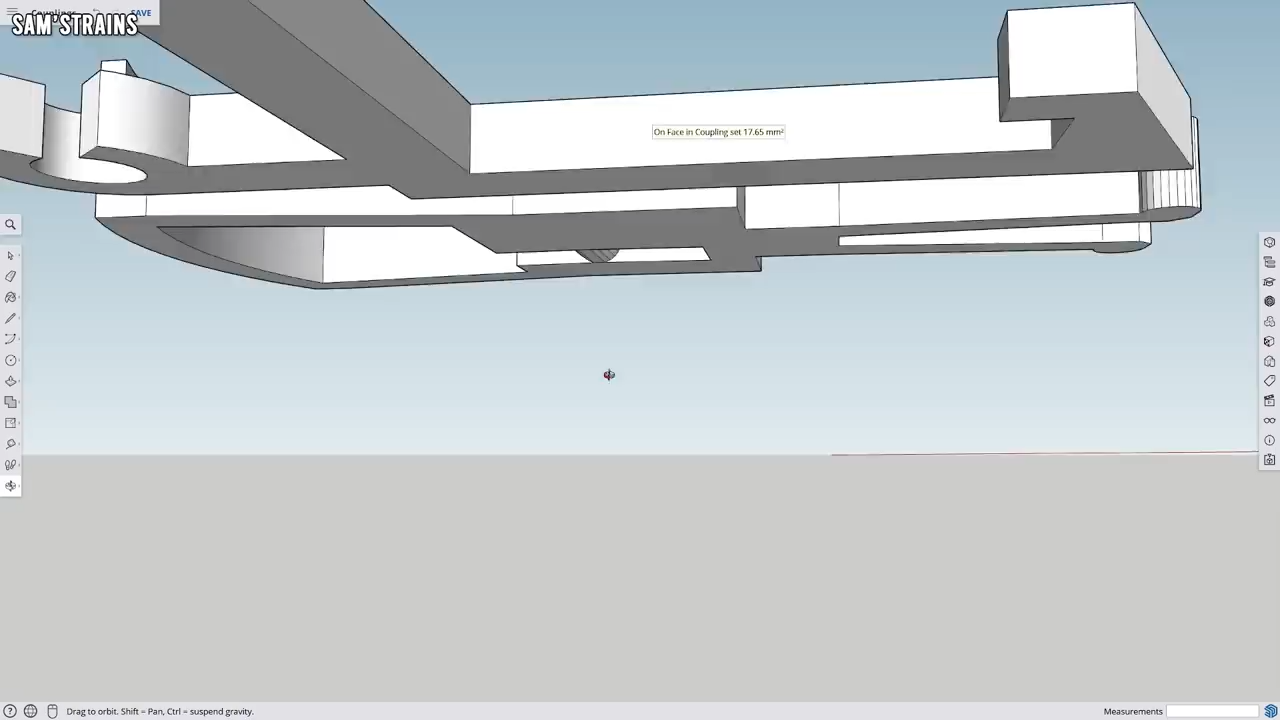 Couplings SAVE
SAM'STRAINS
On Face in Coupling set 17.65 mm²
Drag to orbit. Shift = Pan, Ctrl = suspend gravity.
Measurements